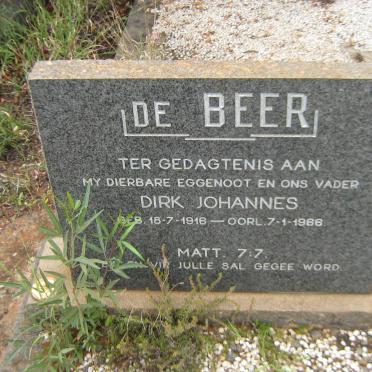 DE BEER
TER GEDAGTENIS AAN
MY DIERBARE EGGENOOT EN ONS VADER
DIRK JOHANNES
GEB. 15-7-1916 — OORL. 7-1-1966
MATT. 7:7.
VIR JULLE SAL GEGEE WORD.